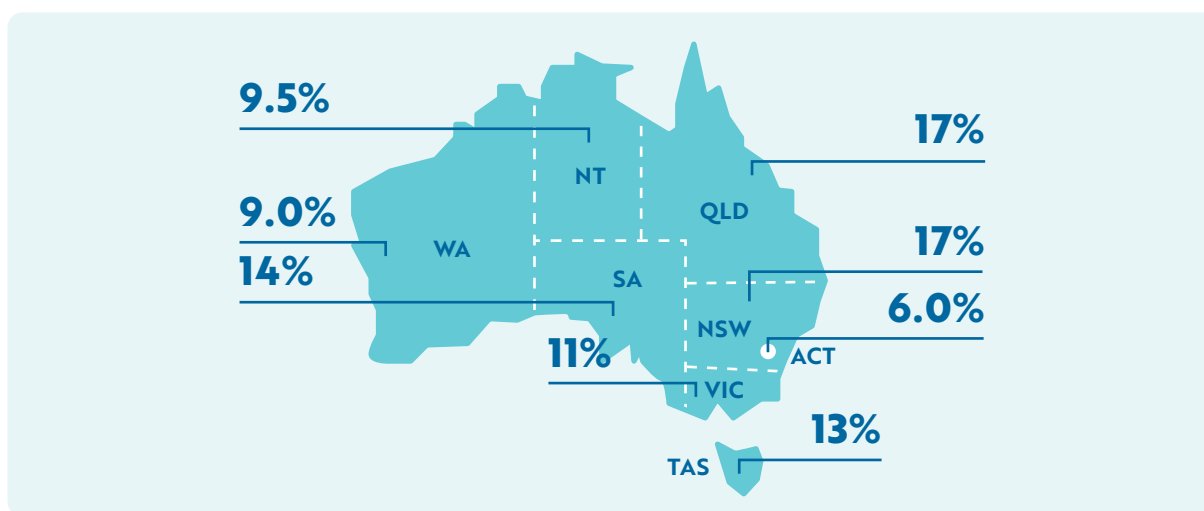 9.5%
17%
NT
9.0%
QLD
17%
WA
14%
SA
6.0%
NSW
11%
ACT
VIC
13%
TAS